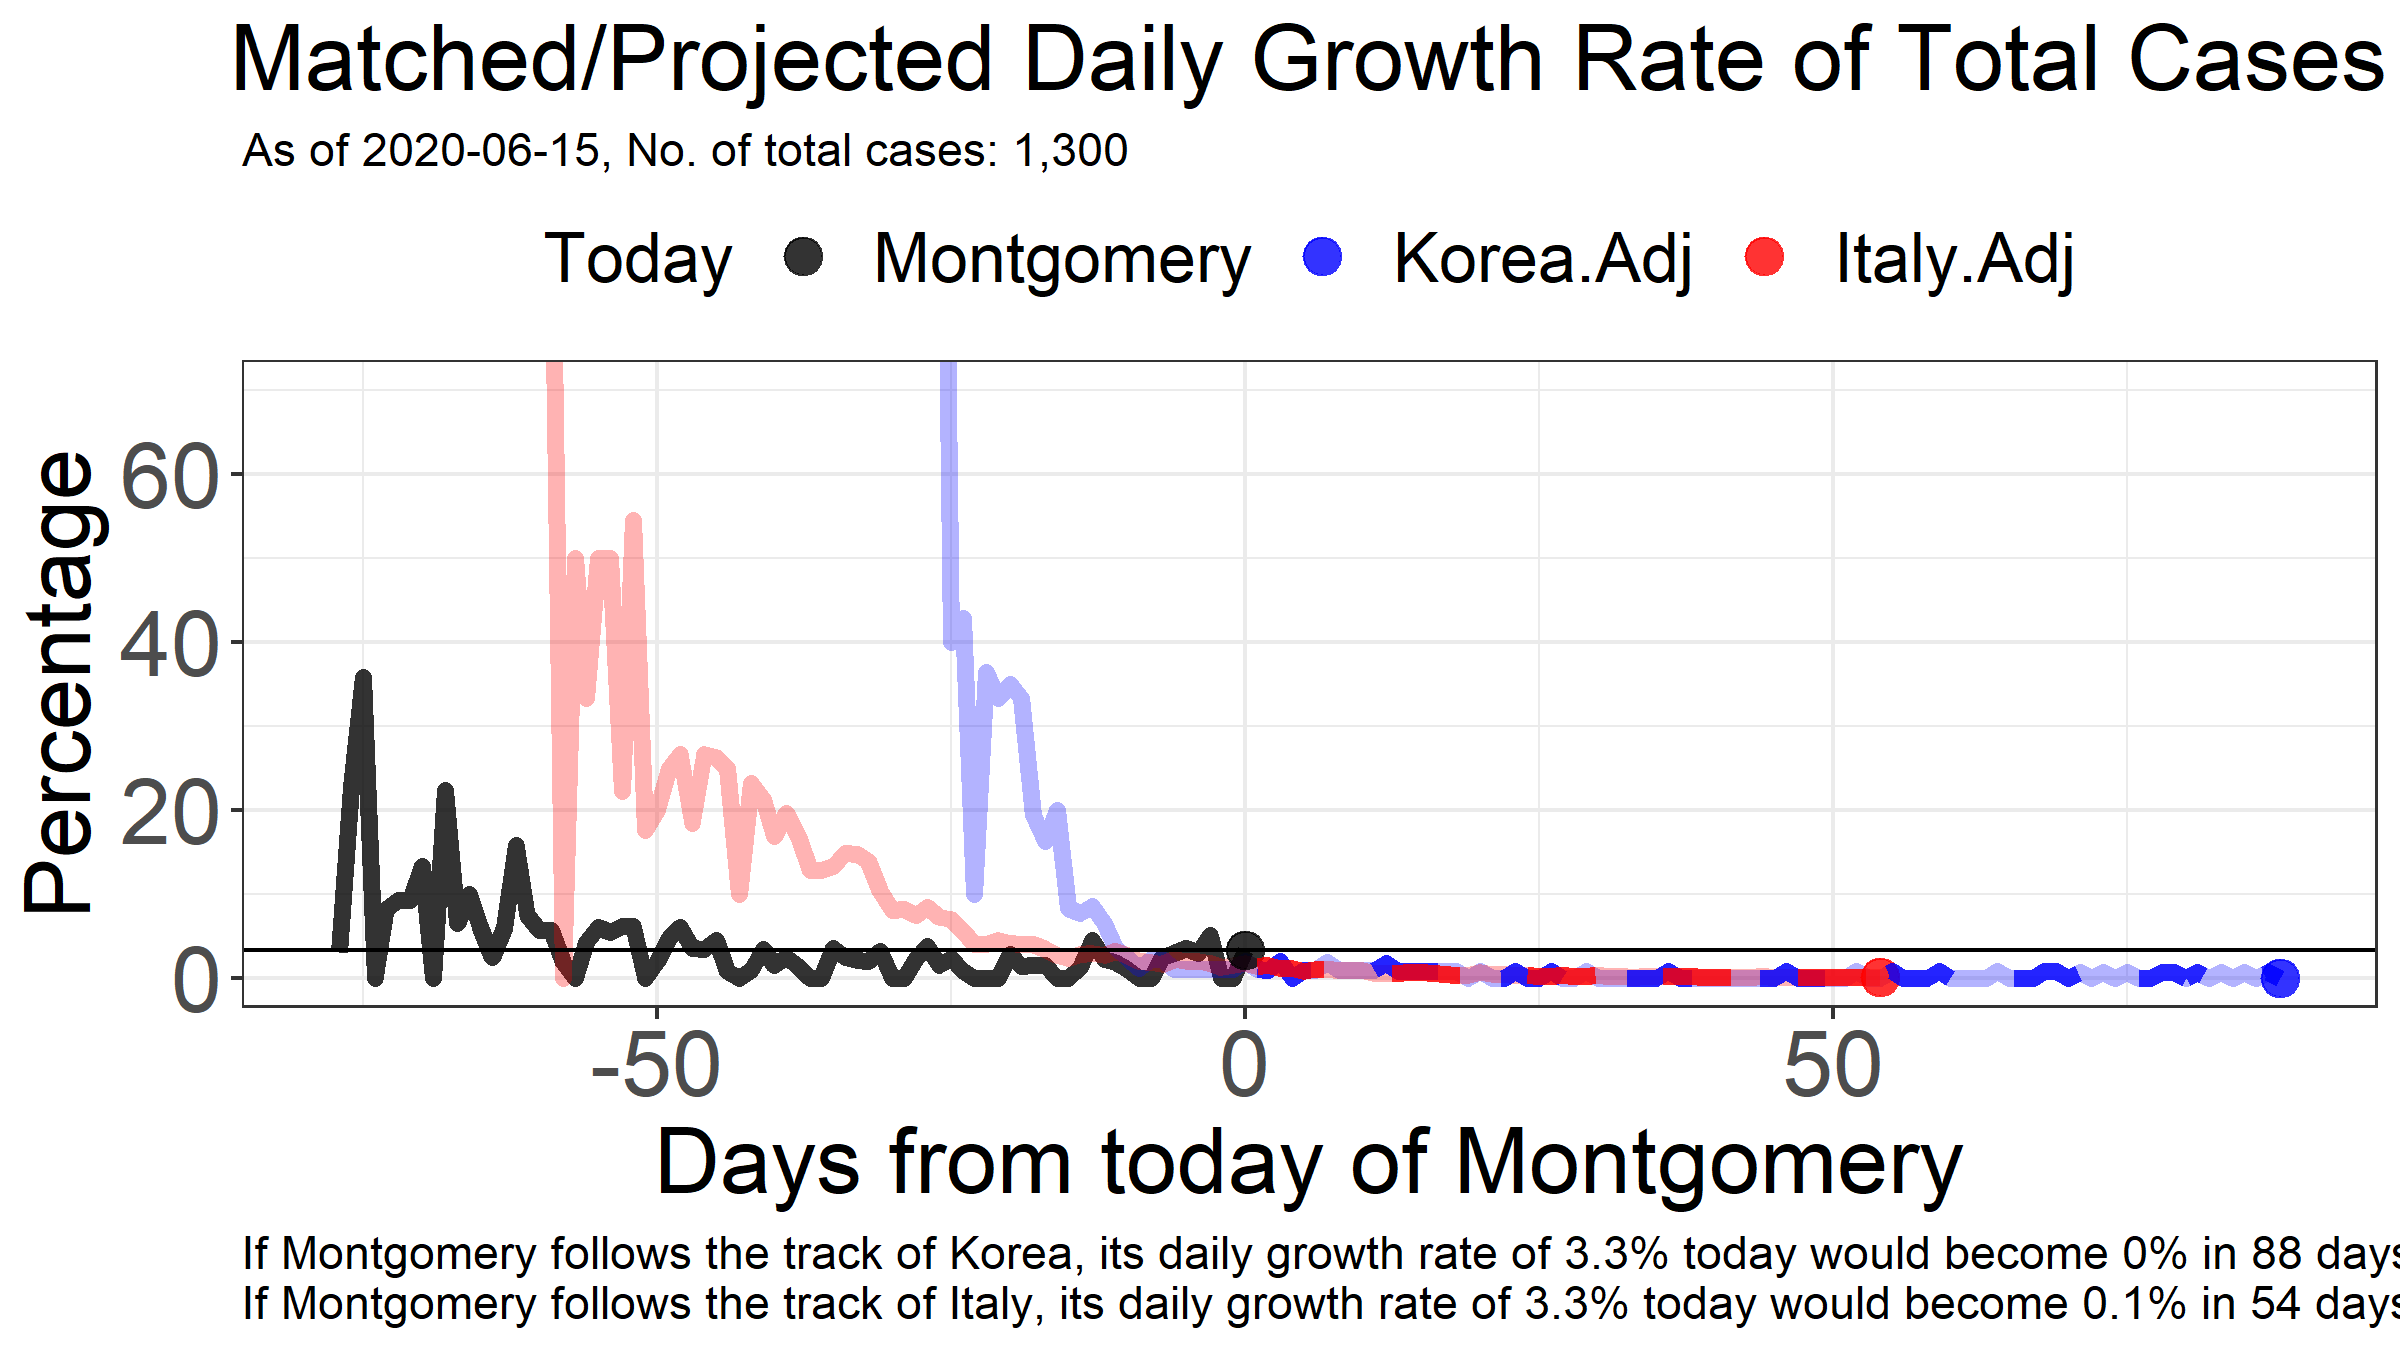 Matched/Projected Daily Growth Rate of Total Cases
As of 2020-06-15, No. of total cases: 1,300
Today Montgomery Korea.Adj Italy.Adj
Percentage
60
40
20
0
-50 0 50
Days from today of Montgomery
If Montgomery follows the track of Korea, its daily growth rate of 3.3% today would become 0% in 88 days
If Montgomery follows the track of Italy, its daily growth rate of 3.3% today would become 0.1% in 54 days